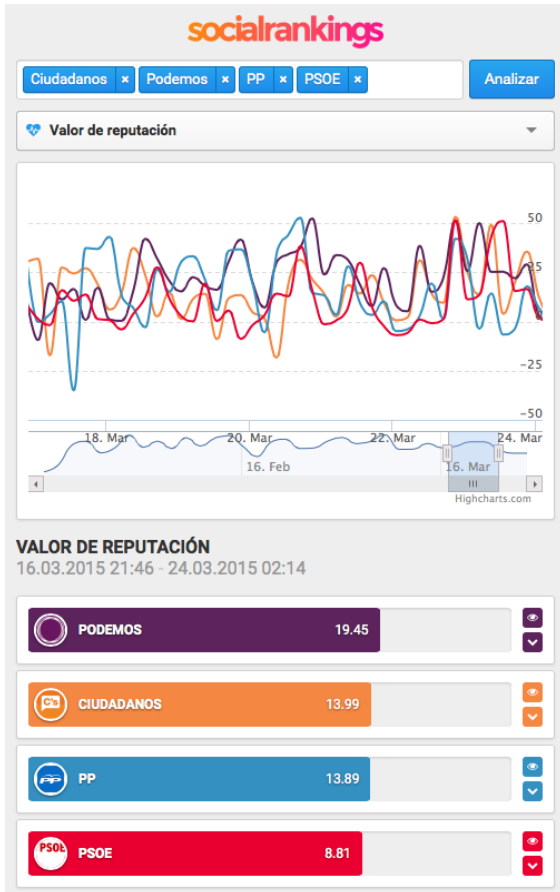 socialrankings
Ciudadanos × Podemos × PP × PSOE × Analizar
Valor de reputación
50
25
-25
-50
18. Mar 20. Mar 22. Mar 24. Mar
16. Feb 16. Mar
Highcharts.com
VALOR DE REPUTACIÓN
16.03.2015 21:46 - 24.03.2015 02:14
PODEMOS 19.45
C's CIUDADANOS 13.99
PP PP 13.89
PSOE PSOE 8.81